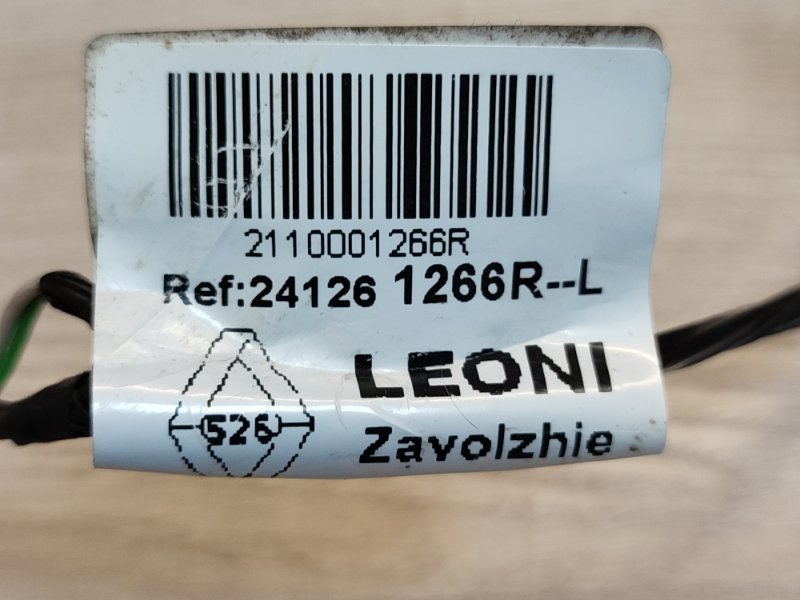 2110001266R
Ref:24126 1266R--L
LEONI
526
Zavolzhie